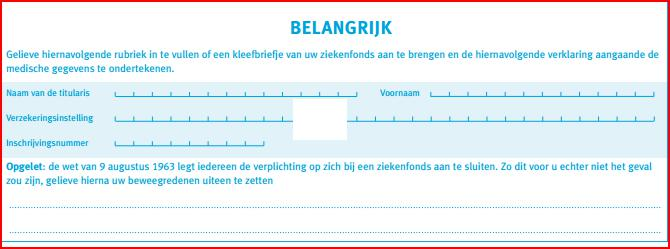 BELANGRIJK
Gelieve hiernavolgende rubriek in te vullen of een kleefbriefje van uw ziekenfonds aan te brengen en de hiernavolgende verklaring aangaande de
medische gegevens te ondertekenen.
Naam van de titularis Voornaam
Verzekeringsinstelling
Inschrijvingsnummer
Opgelet: de wet van 9 augustus 1963 legt iedereen de verplichting op zich bij een ziekenfonds aan te sluiten. Zo dit voor u echter niet het geval
zou zijn, gelieve hierna uw beweegredenen uiteen te zetten